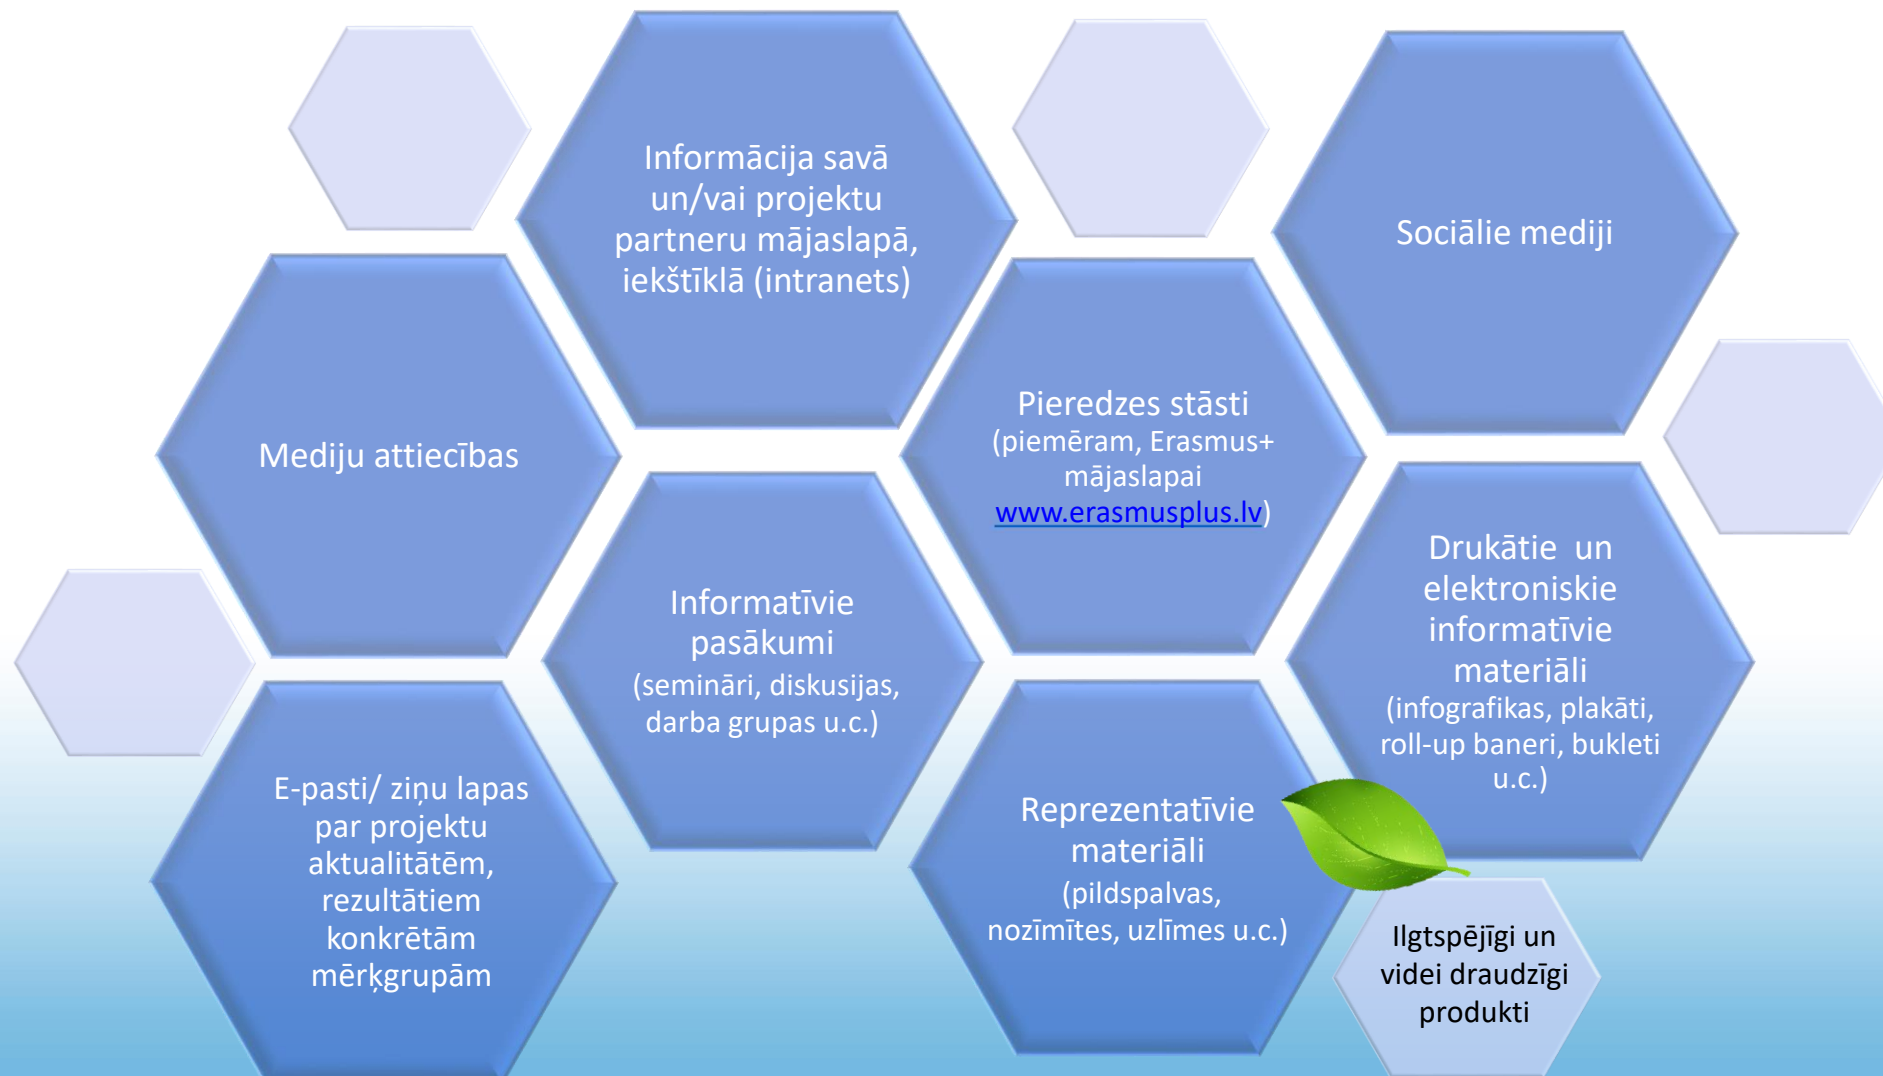 Informācija savā
un/vai projektu
partneru mājaslapā,
iekštīklā (intranets)
Sociālie mediji
Mediju attiecības
Pieredzes stāsti
(piemēram, Erasmus+
mājaslapai
www.erasmusplus.lv)
Informatīvie
pasākumi
(semināri, diskusijas,
darba grupas u.c.)
Drukātie un
elektroniskie
informatīvie
materiāli
(infografikas, plakāti,
roll-up baneri, bukleti
u.c.)
E-pasti/ ziņu lapas
par projektu
aktualitātēm,
rezultātiem
konkrētām
mērķgrupām
Reprezentatīvie
materiāli
(pildspalvas,
nozīmītes, uzlīmes u.c.)
Ilgtspējīgi un
videi draudzīgi
produkti